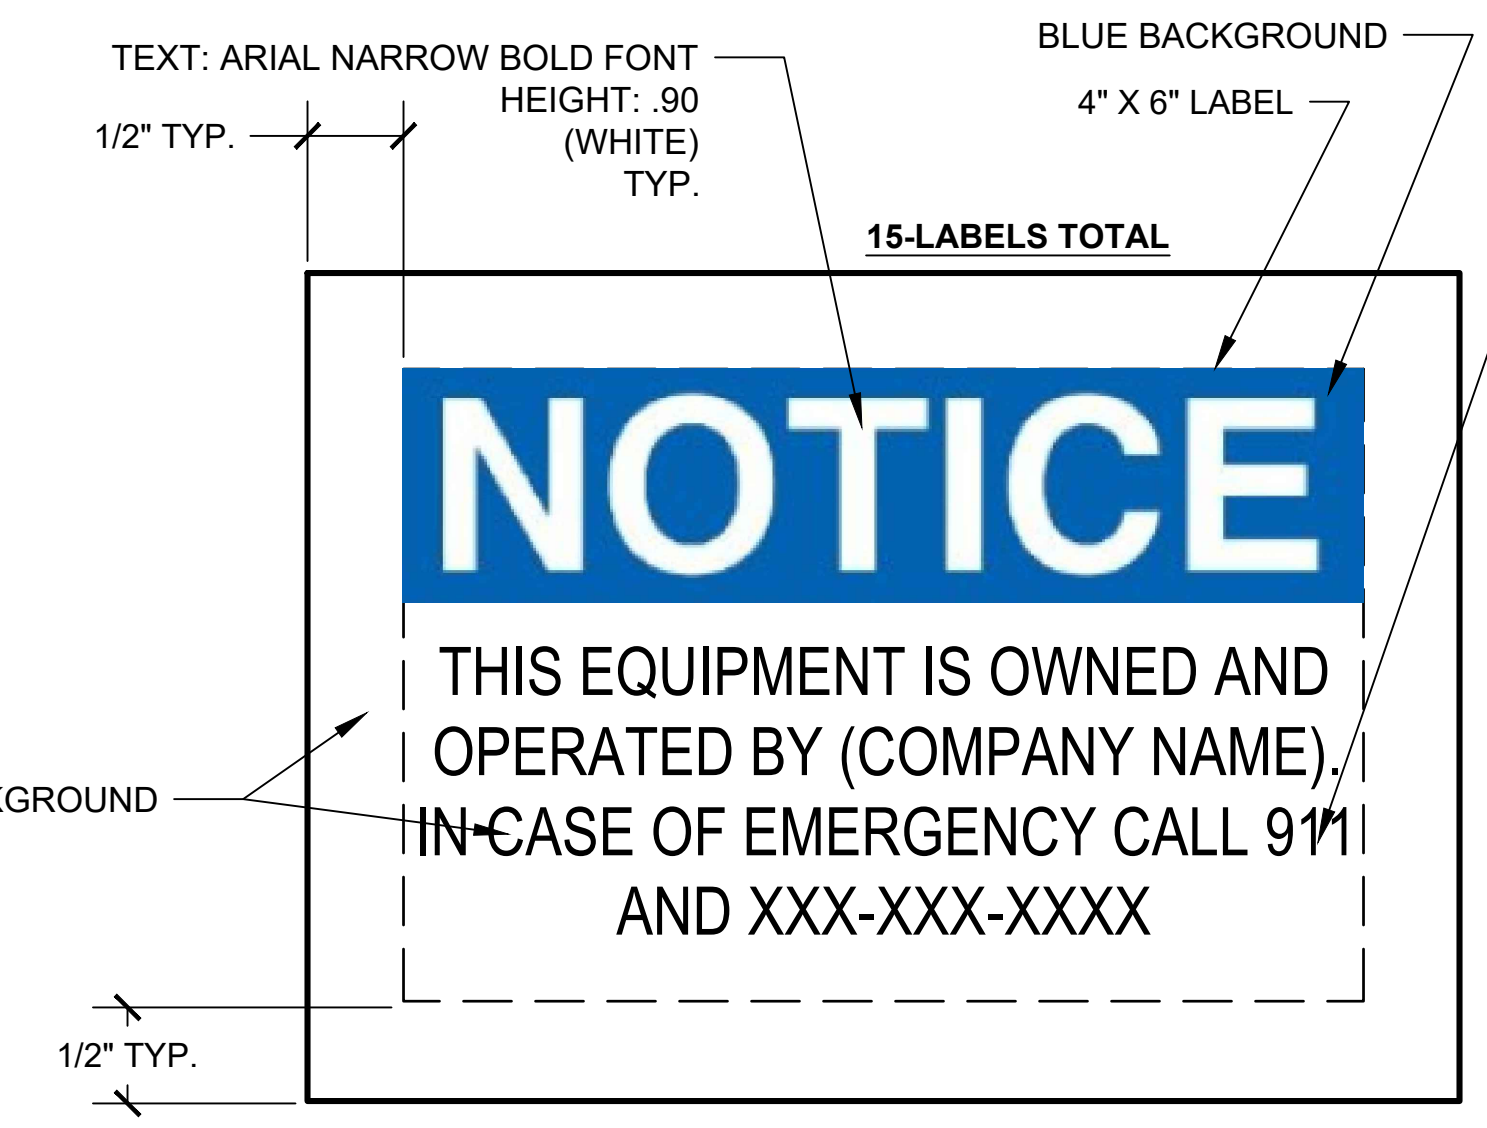 TEXT: ARIAL NARROW BOLD FONT
HEIGHT: .90
(WHITE)
TYP.
BLUE BACKGROUND
4" X 6" LABEL
1/2" TYP.
15-LABELS TOTAL
NOTICE
THIS EQUIPMENT IS OWNED AND
OPERATED BY (COMPANY NAME).
IN CASE OF EMERGENCY CALL 911
AND XXX-XXX-XXXX
1/2" TYP.